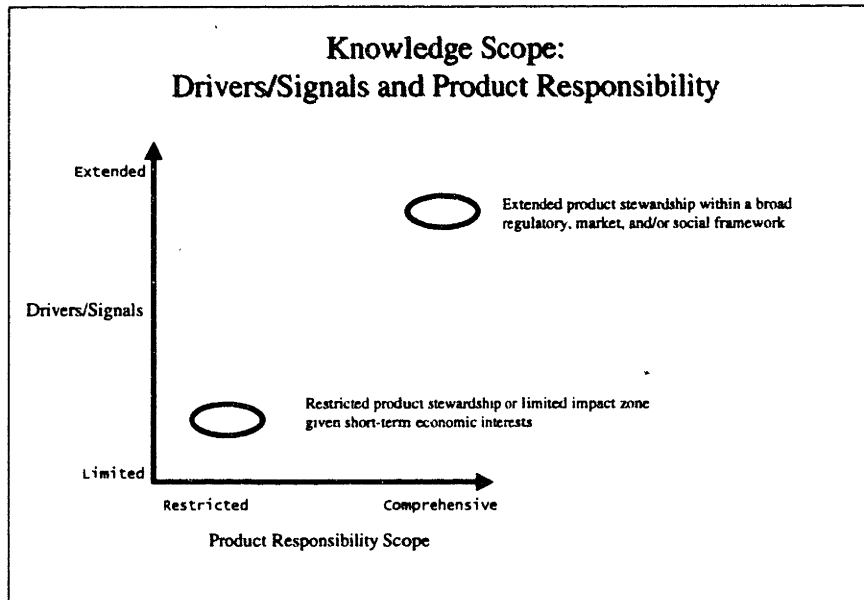 Knowledge Scope:
Drivers/Signals and Product Responsibility
Extended
Extended product stewardship within a broad
regulatory, market, and/or social framework
Drivers/Signals
Restricted product stewardship or limited impact zone
given short-term economic interests
Limited
Restricted
Comprehensive
Product Responsibility Scope